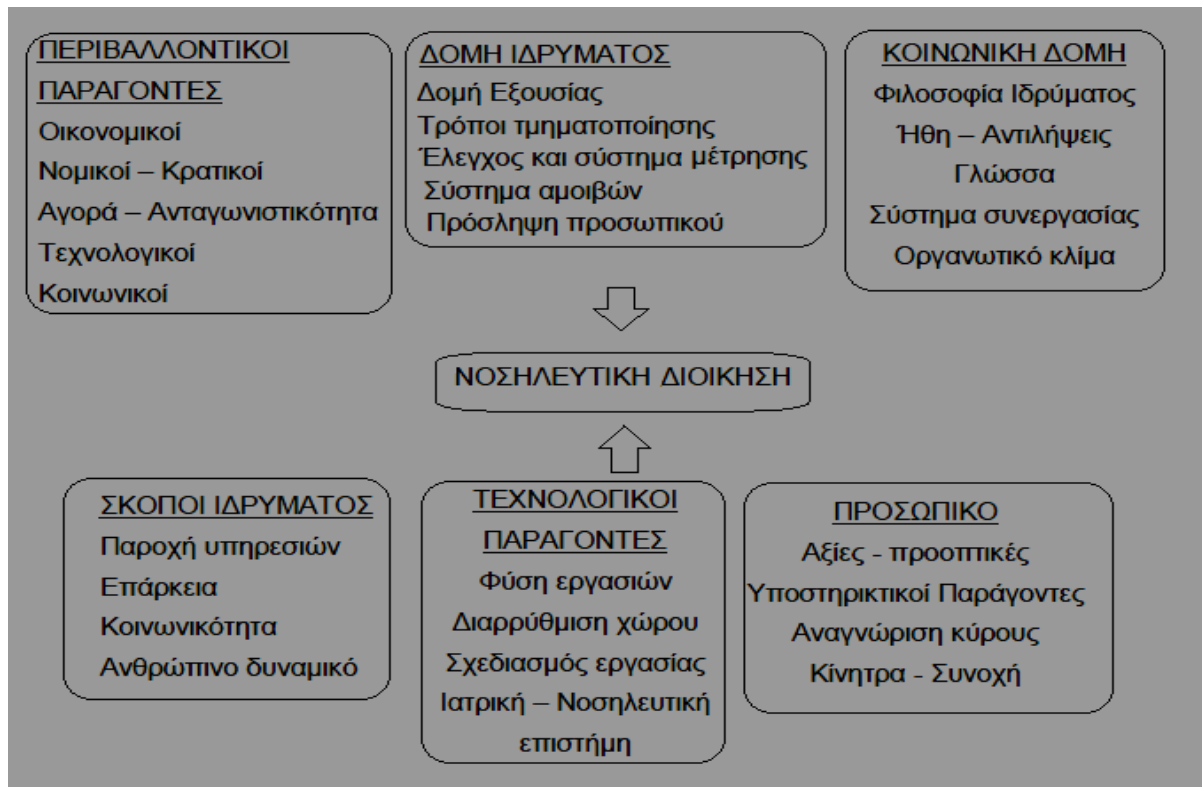 ΠΕΡΙΒΑΛΛΟΝΤΙΚΟΙ
ΠΑΡΑΓΟΝΤΕΣ
Οικονομικοί
Νομικοί – Κρατικοί
Αγορά – Ανταγωνιστικότητα
Τεχνολογικοί
Κοινωνικοί
ΔΟΜΗ ΙΔΡΥΜΑΤΟΣ
Δομή Εξουσίας
Τρόποι τμηματοποίησης
Έλεγχος και σύστημα μέτρησης
Σύστημα αμοιβών
Πρόσληψη προσωπικού
ΚΟΙΝΩΝΙΚΗ ΔΟΜΗ
Φιλοσοφία Ιδρύματος
Ήθη – Αντιλήψεις
Γλώσσα
Σύστημα συνεργασίας
Οργανωτικό κλίμα
ΝΟΣΗΛΕΥΤΙΚΗ ΔΙΟΙΚΗΣΗ
ΣΚΟΠΟΙ ΙΔΡΥΜΑΤΟΣ
Παροχή υπηρεσιών
Επάρκεια
Κοινωνικότητα
Ανθρώπινο δυναμικό
ΤΕΧΝΟΛΟΓΙΚΟΙ
ΠΑΡΑΓΟΝΤΕΣ
Φύση εργασιών
Διαρρύθμιση χώρου
Σχεδιασμός εργασίας
Ιατρική – Νοσηλευτική
επιστήμη
ΠΡΟΣΩΠΙΚΟ
Αξίες - προοπτικές
Υποστηρικτικοί Παράγοντες
Αναγνώριση κύρους
Κίνητρα - Συνοχή